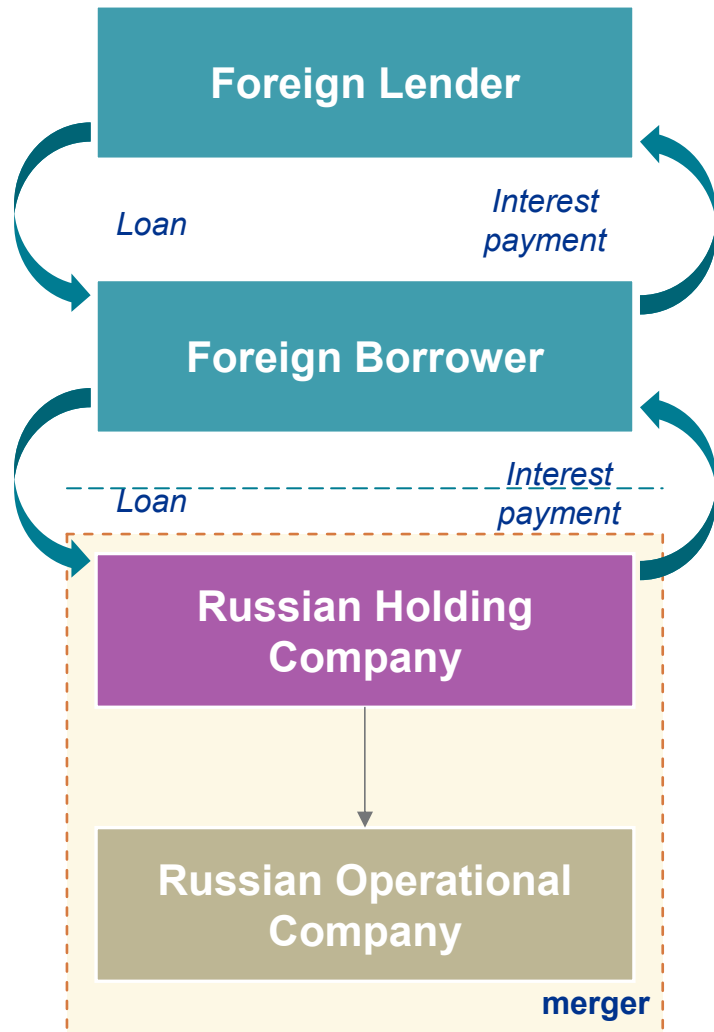 Foreign Lender
Loan
Interest
payment
Foreign Borrower
Loan
Interest
payment
Russian Holding
Company
Russian Operational
Company
merger